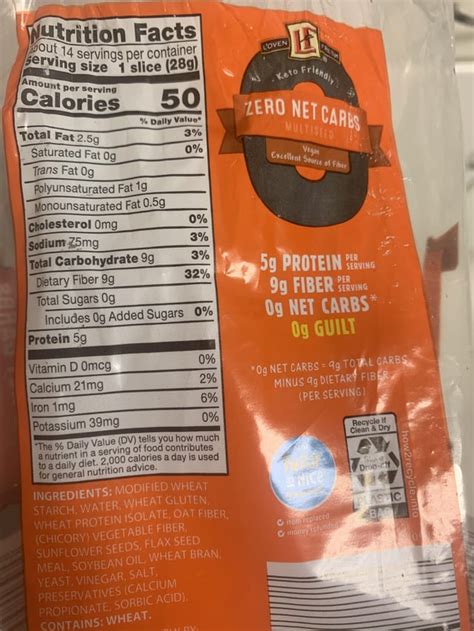 Nutrition Facts
About 14 servings per container
Serving size 1 slice (28g)
Amount per serving
Calories 50
% Daily Value*
Total Fat 2.5g 3%
Saturated Fat 0g 0%
Trans Fat 0g
Polyunsaturated Fat 1g
Monounsaturated Fat 0.5g
Cholesterol 0mg 0%
Sodium 75mg 3%
Total Carbohydrate 9g 3%
Dietary Fiber 9g 32%
Total Sugars 0g
Includes 0g Added Sugars 0%
Protein 5g
Vitamin D 0mcg 0%
Calcium 21mg 2%
Iron 1mg 6%
Potassium 39mg 0%
*The % Daily Value (DV) tells you how much
a nutrient in a serving of food contributes
to a daily diet. 2,000 calories a day is used
for general nutrition advice.
INGREDIENTS: MODIFIED WHEAT
STARCH, WATER, WHEAT GLUTEN,
WHEAT PROTEIN ISOLATE, OAT FIBER,
(CHICORY) VEGETABLE FIBER,
SUNFLOWER SEEDS, FLAX SEED
MEAL, SOYBEAN OIL, WHEAT BRAN,
YEAST, VINEGAR, SALT,
PRESERVATIVES (CALCIUM
PROPIONATE, SORBIC ACID).
CONTAINS: WHEAT.
L'OVEN FRESH
Keto Friendly
ZERO NET CARBS
MULTISEED
Vegan
Excellent Source of Fiber
5g PROTEIN PER SERVING
9g FIBER PER SERVING
0g NET CARBS*
0g GUILT
*0g NET CARBS = 9g TOTAL CARBS
MINUS 9g DIETARY FIBER
(PER SERVING)
Recycle if
Clean & Dry
Store
Drop-off
PLASTIC
BAG
how2recycle.info
item replaced
money refunded